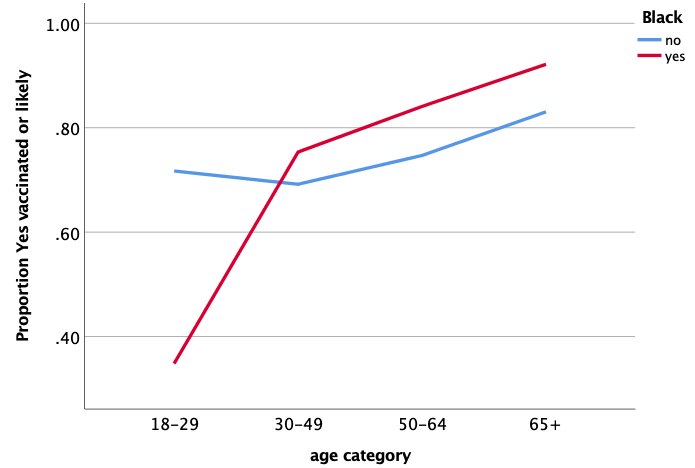 Black
no
yes
Proportion Yes vaccinated or likely
1.00
.80
.60
.40
18-29 30-49 50-64 65+
age category